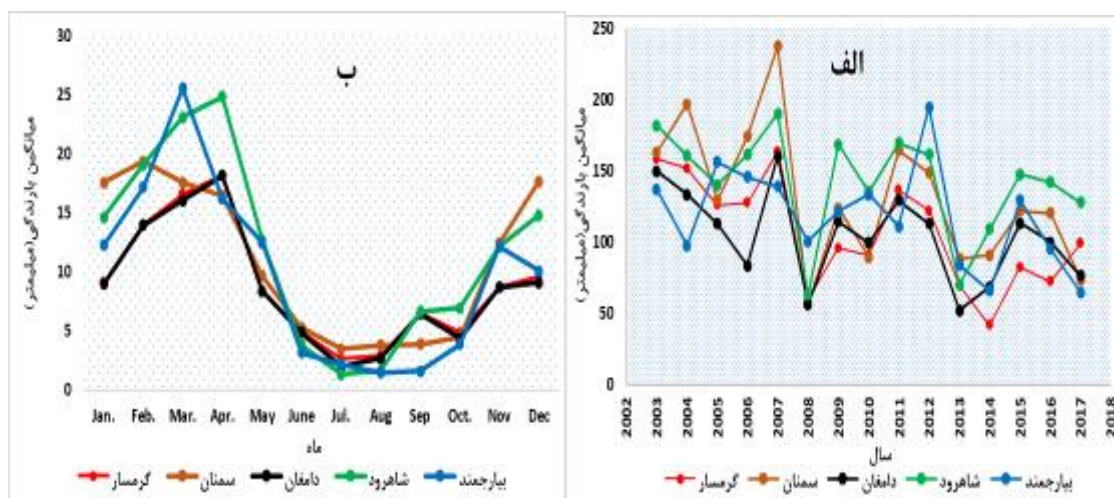 الف
میانگین بارندگی(میلیمتر)
250
200
150
100
50
0
2002 2003 2004 2005 2006 2007 2008 2009 2010 2011 2012 2013 2014 2015 2016 2017 2018
سال
گرمسار سمنان دامغان شاهرود بیارجمند
ب
میانگین بارندگی(میلیمتر)
30
25
20
15
10
5
0
Jan. Feb. Mar. Apr. May June Jul. Aug Sep Oct. Nov Dec
ماه
گرمسار سمنان دامغان شاهرود بیارجمند